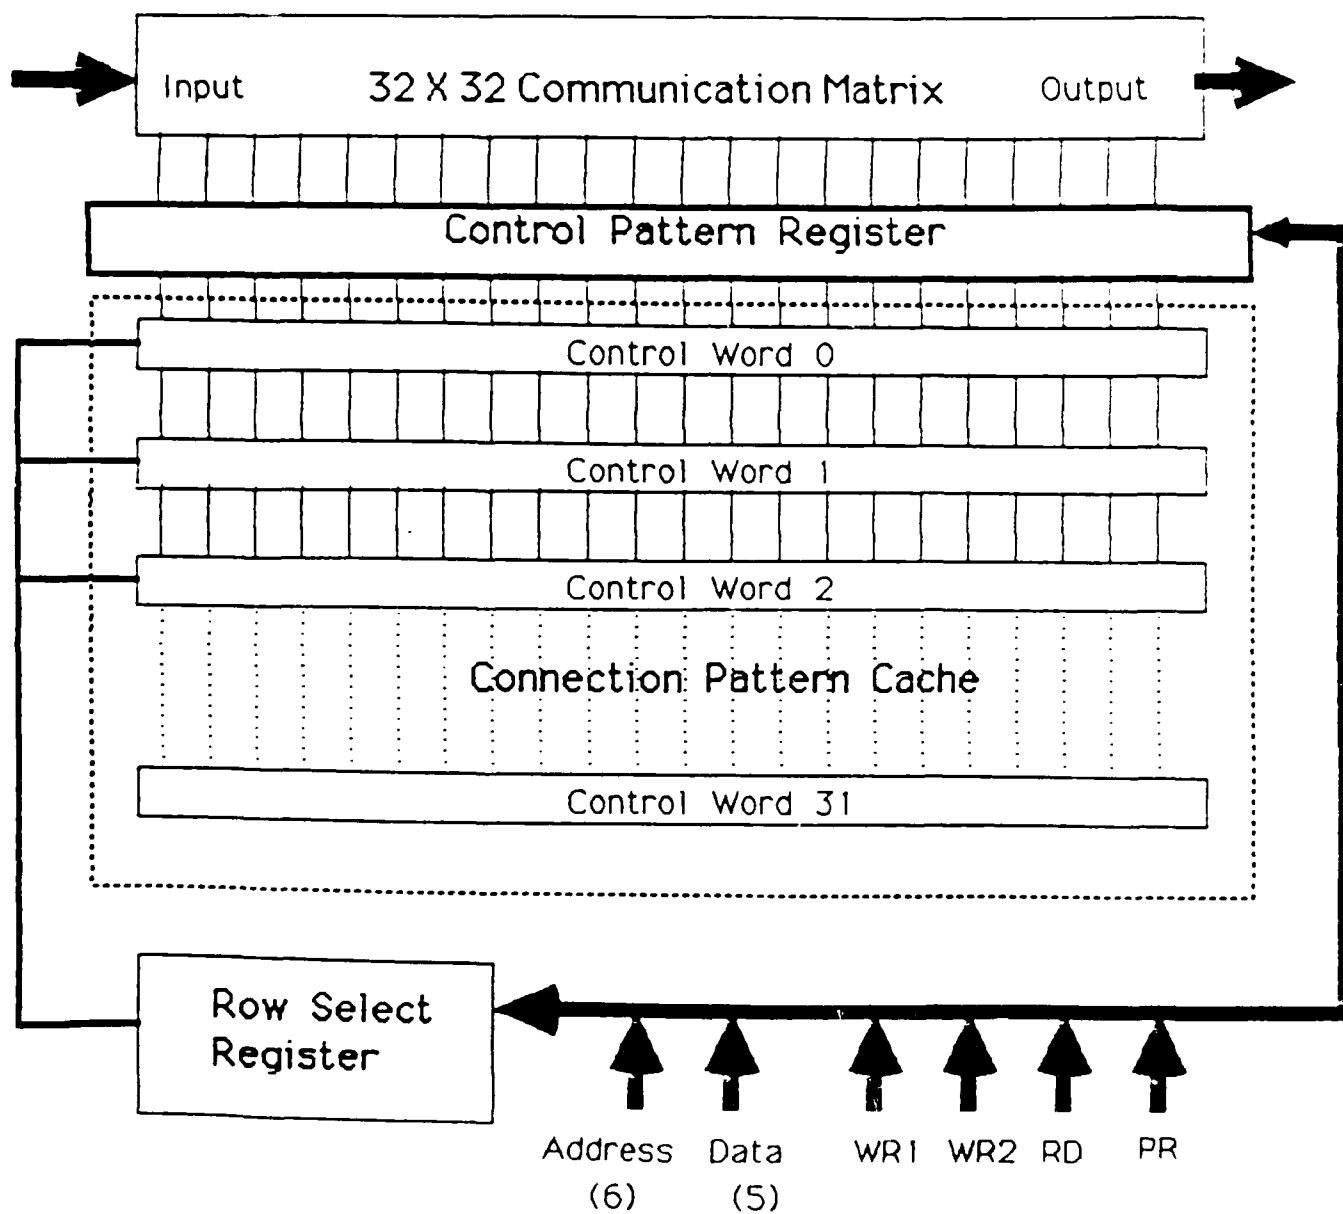 Input 32 X 32 Communication Matrix Output
Control Pattern Register
Control Word 0
Control Word 1
Control Word 2
Connection Pattern Cache
Control Word 31
Row Select
Register
Address Data WR1 WR2 RD PR
(6) (5)